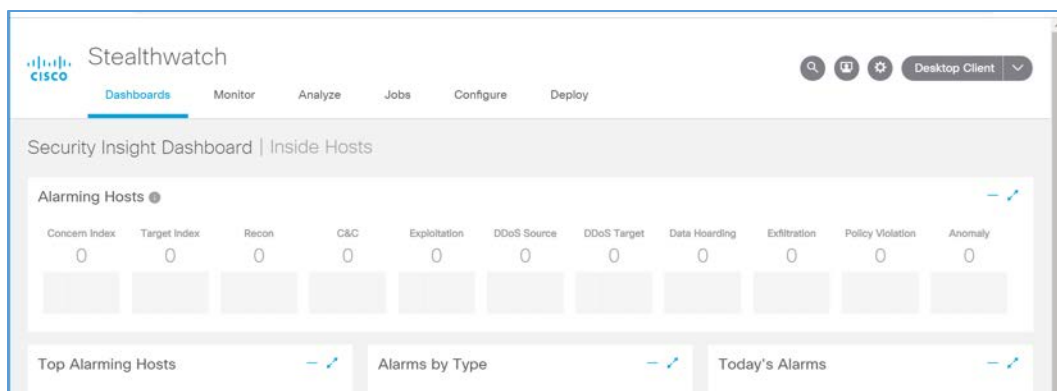 Stealthwatch
CISCO
Desktop Client
Dashboards Monitor Analyze Jobs Configure Deploy
Security Insight Dashboard | Inside Hosts
Alarming Hosts
Concern Index Target Index Recon C&C Exploitation DDoS Source DDoS Target Data Hoarding Exfiltration Policy Violation Anomaly
0 0 0 0 0 0 0 0 0 0 0
Top Alarming Hosts Alarms by Type Today's Alarms